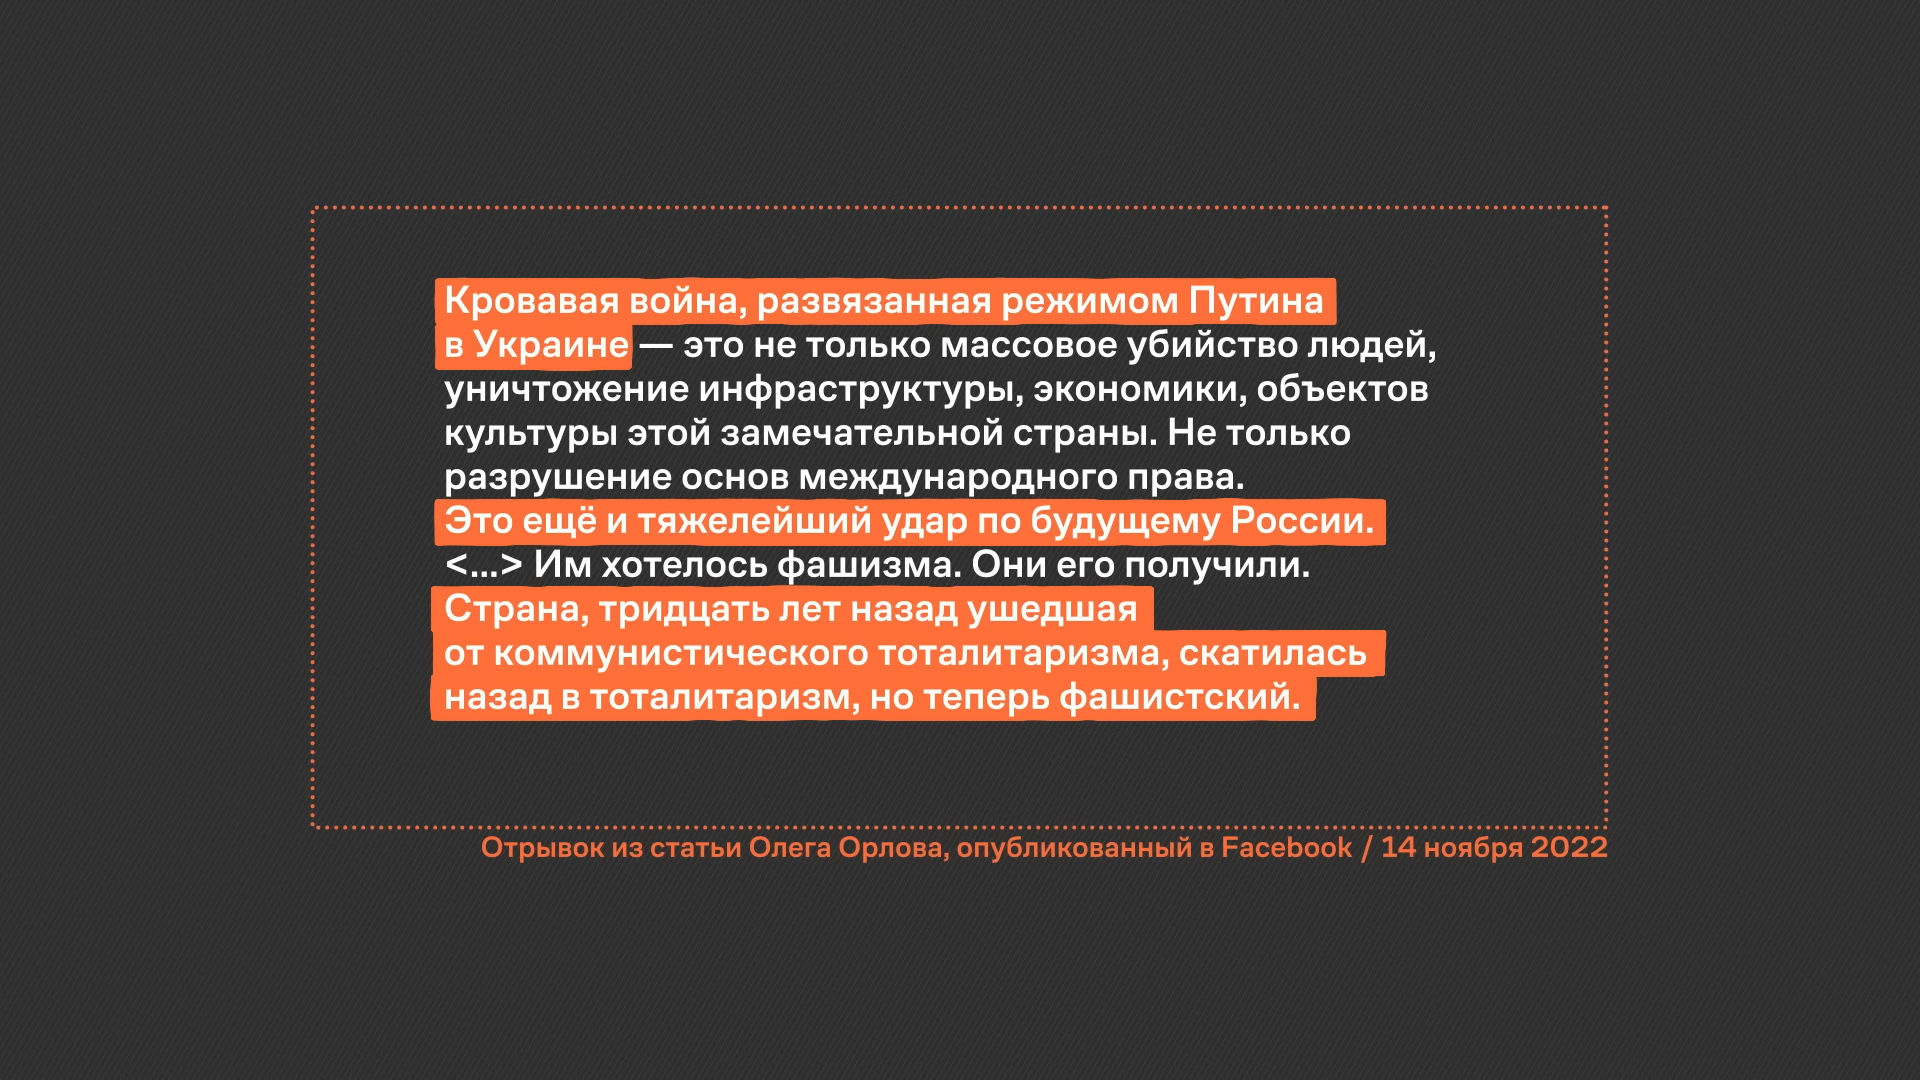 Кровавая война, развязанная режимом Путина
в Украине — это не только массовое убийство людей,
уничтожение инфраструктуры, экономики, объектов
культуры этой замечательной страны. Не только
разрушение основ международного права.
Это ещё и тяжелейший удар по будущему России.
<...> Им хотелось фашизма. Они его получили.
Страна, тридцать лет назад ушедшая
от коммунистического тоталитаризма, скатилась
назад в тоталитаризм, но теперь фашистский.
Отрывок из статьи Олега Орлова, опубликованный в Facebook / 14 ноября 2022